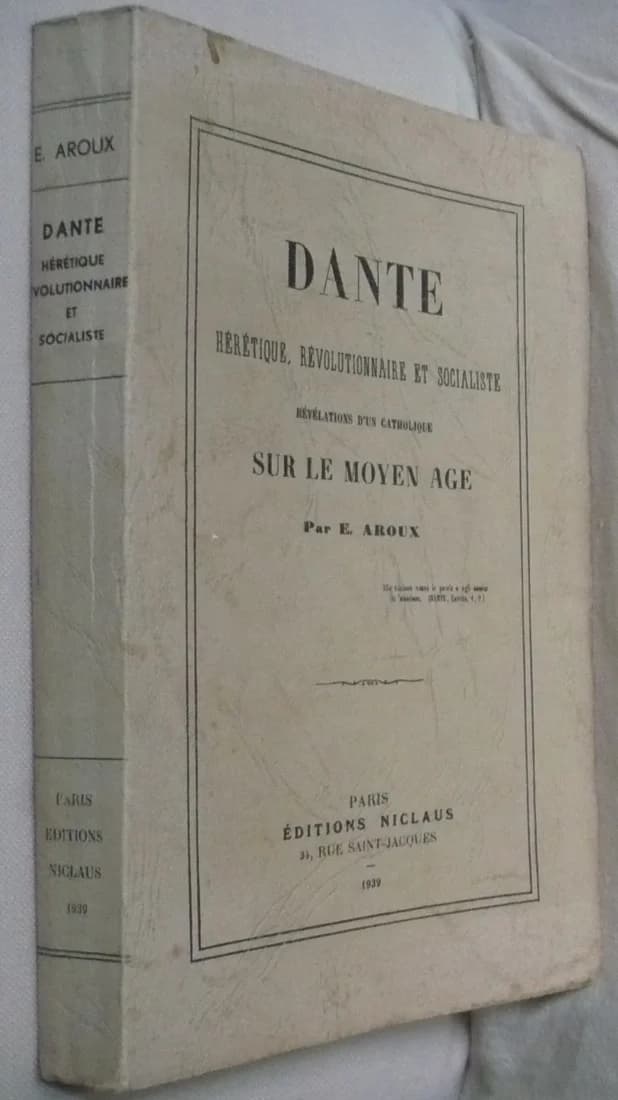 E. AROUX
DANTE
HÉRÉTIQUE
VOLUTIONNAIRE
ET
SOCIALISTE
PARIS
EDITIONS
NICLAUS
1939
DANTE
HÉRÉTIQUE, RÉVOLUTIONNAIRE ET SOCIALISTE
RÉVÉLATIONS D'UN CATHOLIQUE
SUR LE MOYEN AGE
Par E. AROUX
PARIS
ÉDITIONS NICLAUS
34, RUE SAINT-JACQUES
1939